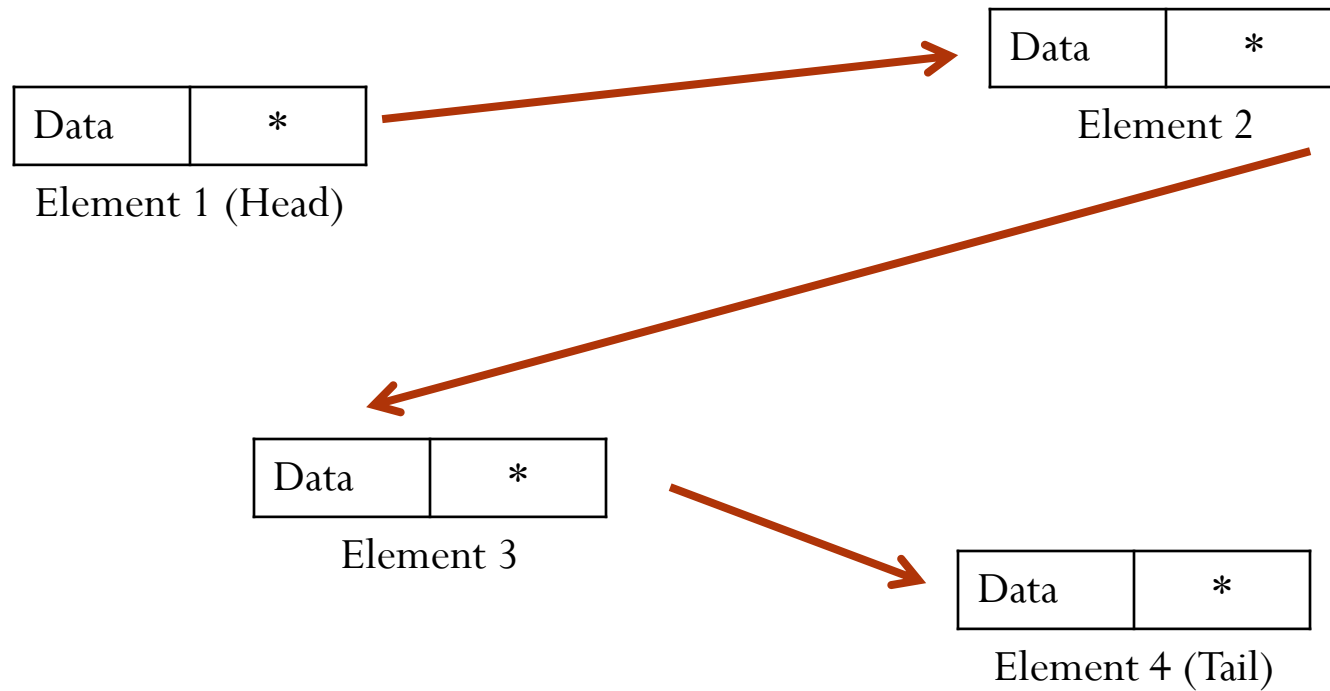 Data *
Element 1 (Head)
Data *
Element 2
Data *
Element 3
Data *
Element 4 (Tail)